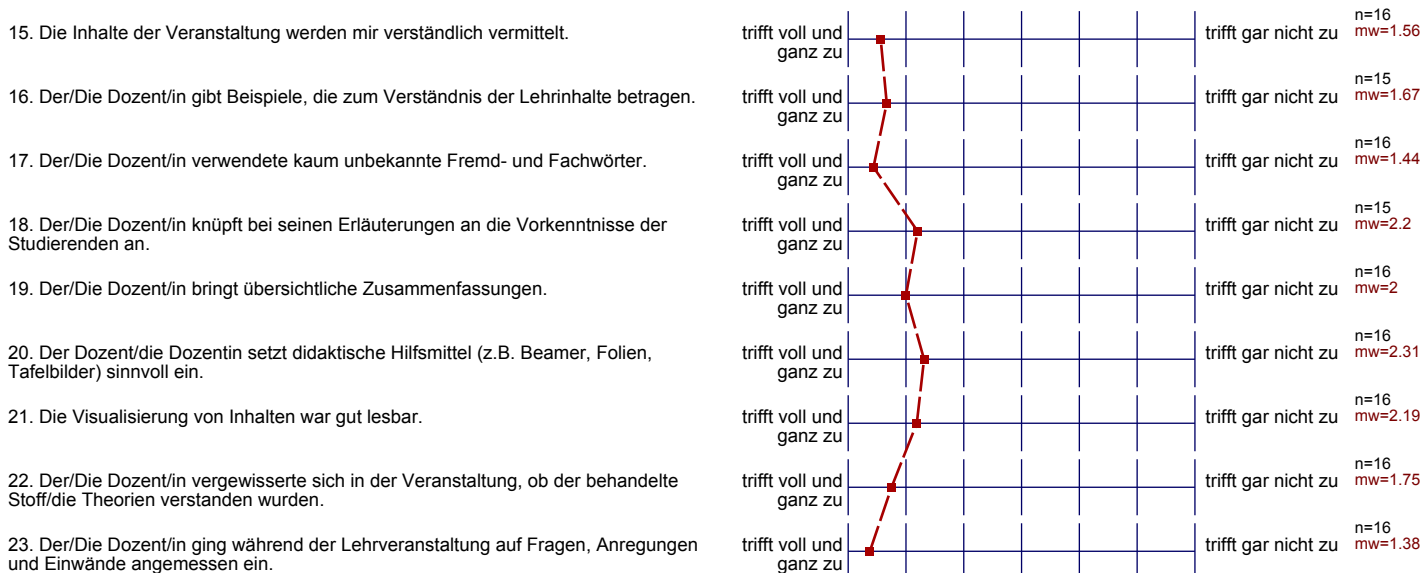 15. Die Inhalte der Veranstaltung werden mir verständlich vermittelt.
trifft voll und
ganz zu
trifft gar nicht zu
n=16
mw=1.56
16. Der/Die Dozent/in gibt Beispiele, die zum Verständnis der Lehrinhalte betragen.
trifft voll und
ganz zu
trifft gar nicht zu
n=15
mw=1.67
17. Der/Die Dozent/in verwendete kaum unbekannte Fremd- und Fachwörter.
trifft voll und
ganz zu
trifft gar nicht zu
n=16
mw=1.44
18. Der/Die Dozent/in knüpft bei seinen Erläuterungen an die Vorkenntnisse der
Studierenden an.
trifft voll und
ganz zu
trifft gar nicht zu
n=15
mw=2.2
19. Der/Die Dozent/in bringt übersichtliche Zusammenfassungen.
trifft voll und
ganz zu
trifft gar nicht zu
n=16
mw=2
20. Der Dozent/die Dozentin setzt didaktische Hilfsmittel (z.B. Beamer, Folien,
Tafelbilder) sinnvoll ein.
trifft voll und
ganz zu
trifft gar nicht zu
n=16
mw=2.31
21. Die Visualisierung von Inhalten war gut lesbar.
trifft voll und
ganz zu
trifft gar nicht zu
n=16
mw=2.19
22. Der/Die Dozent/in vergewisserte sich in der Veranstaltung, ob der behandelte
Stoff/die Theorien verstanden wurden.
trifft voll und
ganz zu
trifft gar nicht zu
n=16
mw=1.75
23. Der/Die Dozent/in ging während der Lehrveranstaltung auf Fragen, Anregungen
und Einwände angemessen ein.
trifft voll und
ganz zu
trifft gar nicht zu
n=16
mw=1.38